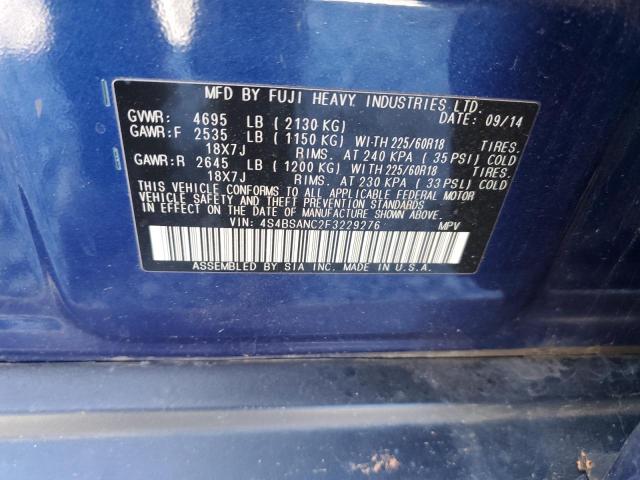 MFD BY FUJI HEAVY INDUSTRIES LTD.
GVWR: 4695 LB ( 2130 KG) DATE: 09/14
GAWR:F 2535 LB ( 1150 KG) WITH 225/60R18 TIRES.
18X7J RIMS. AT 240 KPA ( 35 PSI) COLD
GAWR:R 2645 LB ( 1200 KG) WITH 225/60R18 TIRES.
18X7J RIMS. AT 230 KPA ( 33 PSI) COLD
THIS VEHICLE CONFORMS TO ALL APPLICABLE FEDERAL MOTOR
VEHICLE SAFETY AND THEFT PREVENTION STANDARDS IN EFFECT
ON THE DATE OF MANUFACTURE SHOWN ABOVE.
VIN: 4S4BSANC2F3229276 MPV
ASSEMBLED BY SIA INC. MADE IN U.S.A.